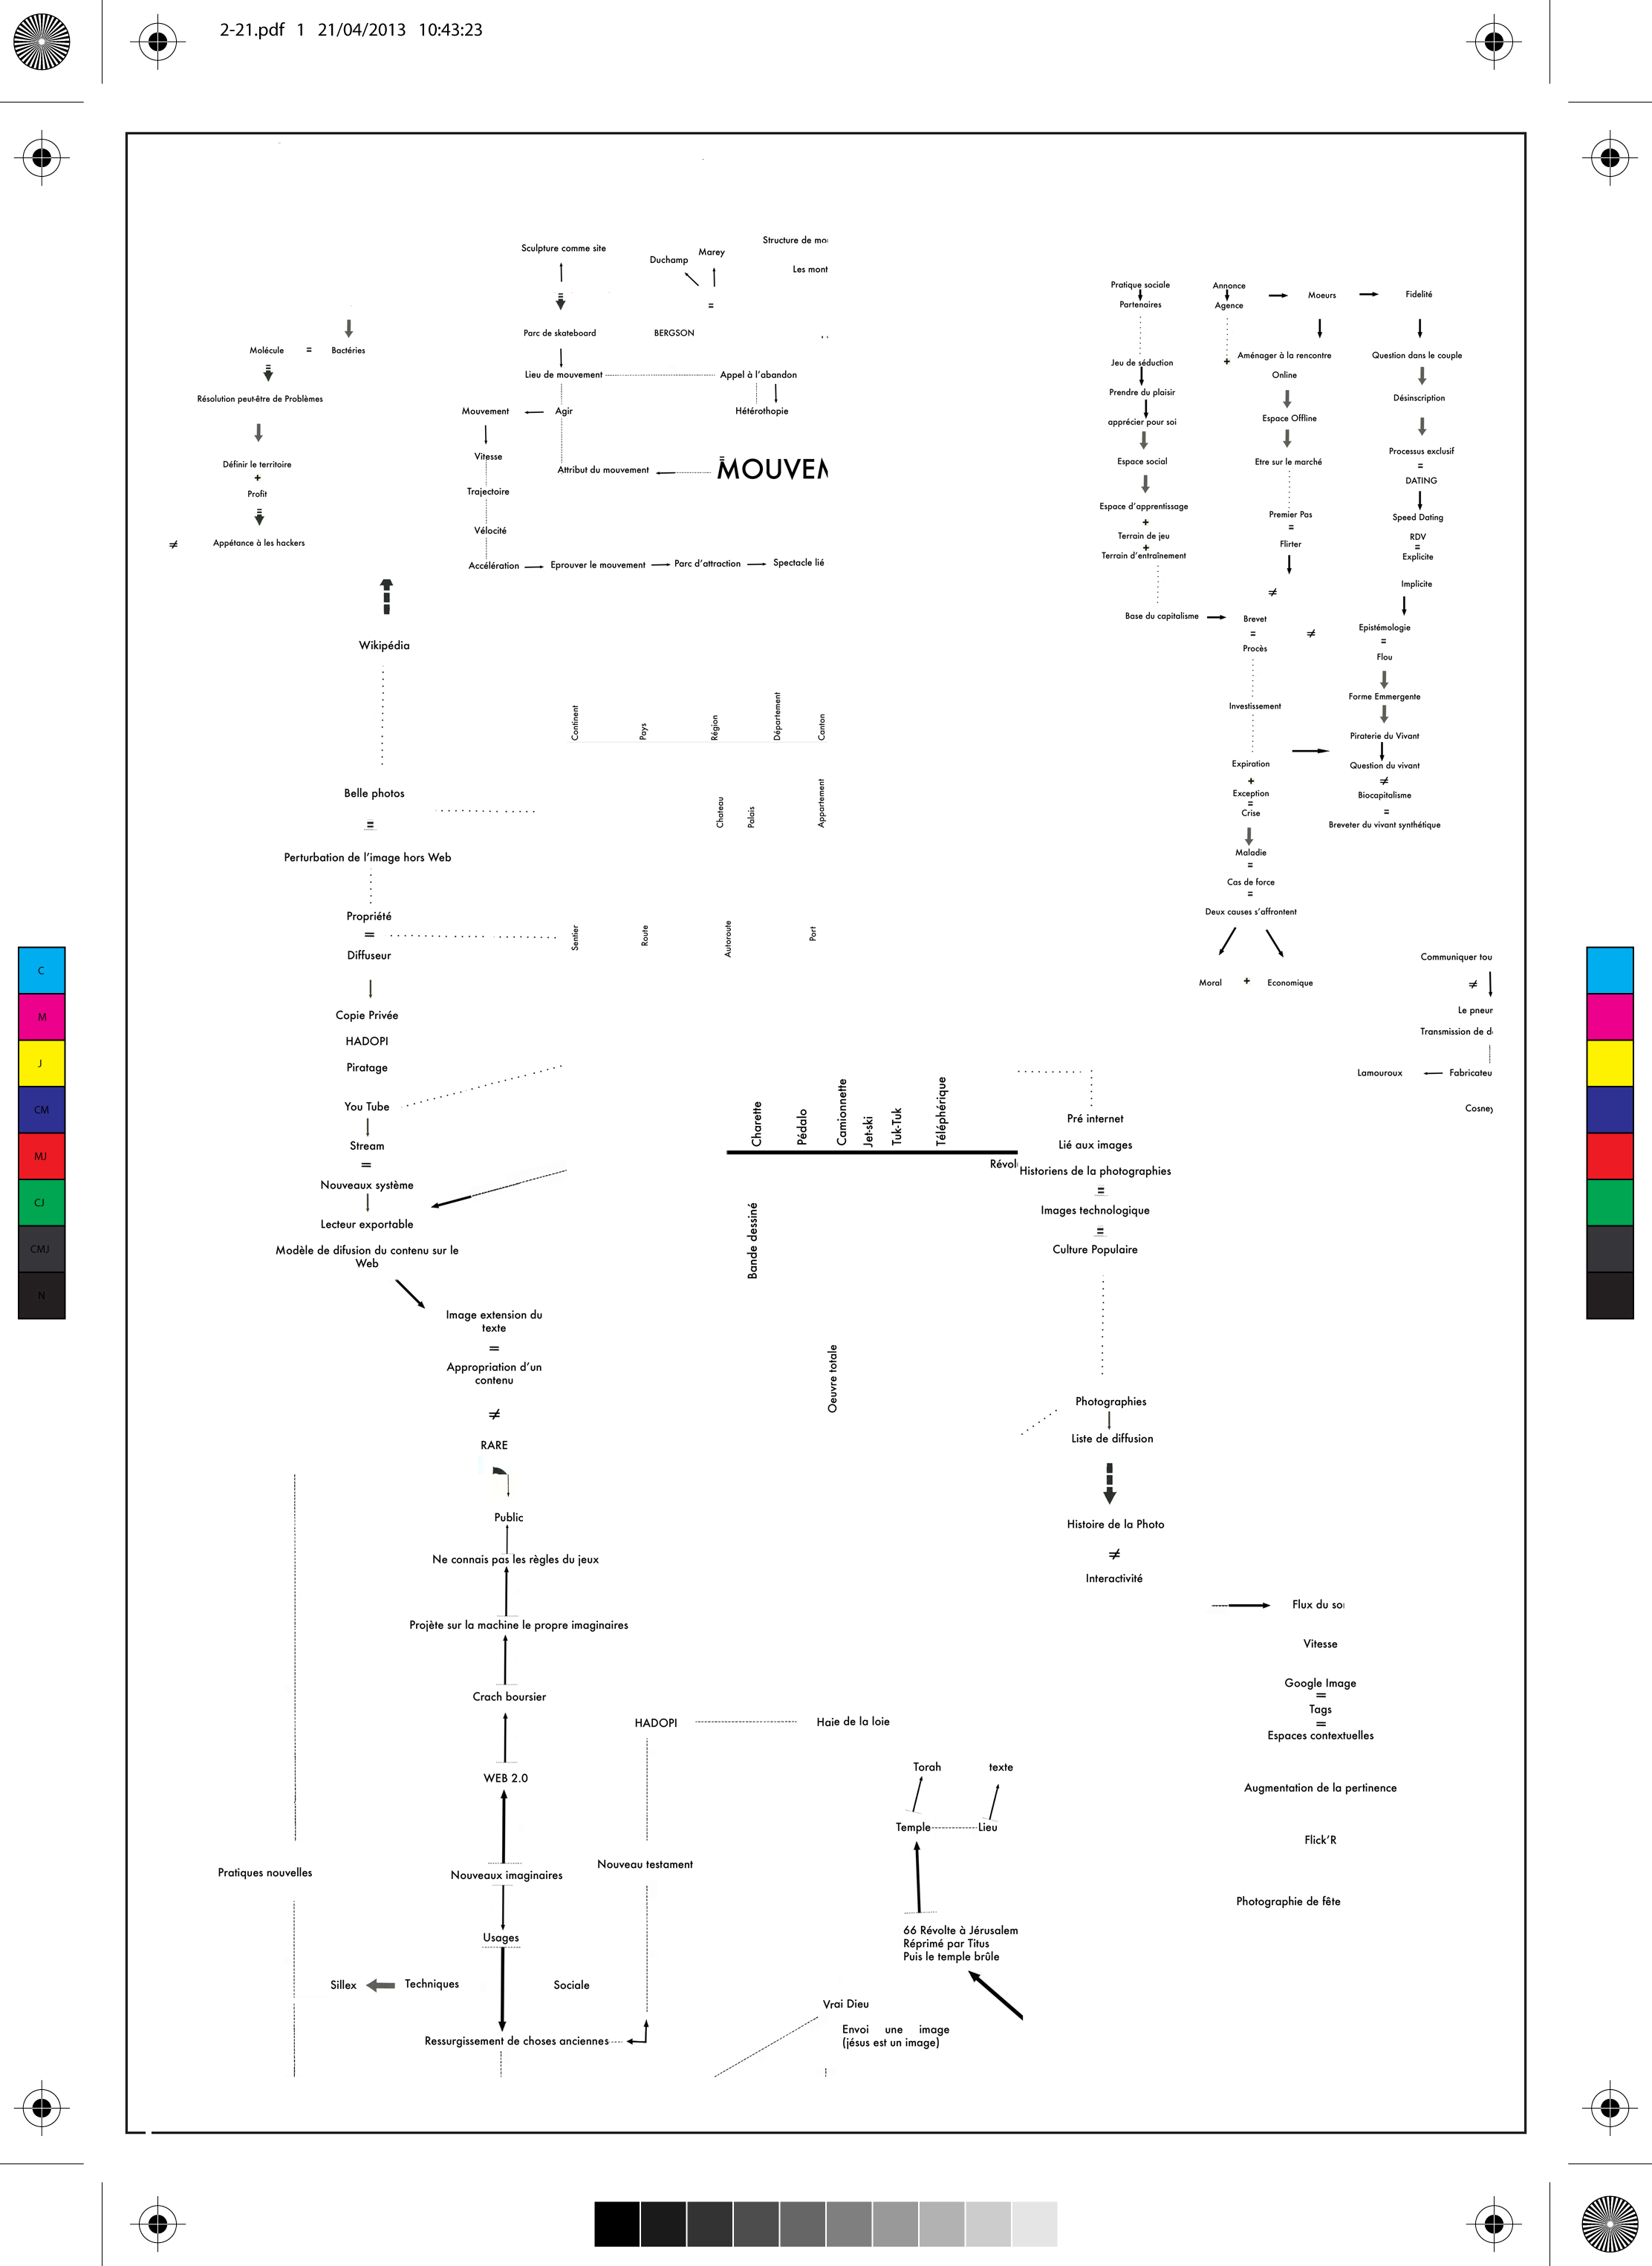 2-21.pdf 1 21/04/2013 10:43:23
Sculpture comme site
Duchamp
Marey
Structure de mo
Les mont
=
=
Parc de skateboard
BERGSON
Molécule = Bactéries
=
Lieu de mouvement
Appel à l'abandon
Résolution peut-être de Problèmes
Mouvement
Agir
Hétérothopie
Vitesse
Définir le territoire
+
Profit
=
Attribut du mouvement
=
MOUVEM
Trajectoire
Vélocité
≠
Appétance à les hackers
Accélération
Eprouver le mouvement
Parc d'attraction
Spectacle lié
Pratique sociale
Partenaires
Annonce
Agence
Moeurs
Fidelité
Jeu de séduction
+
Aménager à la rencontre
Question dans le couple
Online
Prendre du plaisir
Désinscription
apprécier pour soi
Espace Offline
Espace social
Etre sur le marché
Processus exclusif
=
DATING
Espace d'apprentissage
+
Terrain de jeu
+
Terrain d'entraînement
Premier Pas
=
Flirter
Speed Dating
RDV
=
Explicite
Implicite
≠
Base du capitalisme
Brevet
=
Procès
≠
Epistémologie
=
Flou
Forme Emmergente
Investissement
Piraterie du Vivant
Expiration
+
Exception
=
Crise
Question du vivant
≠
Biocapitalisme
=
Breveter du vivant synthétique
Maladie
=
Cas de force
=
Deux causes s'affrontent
Moral + Economique
Communiquer tou
≠
Le pneu
Transmission de d
Lamouroux
Fabricateu
Cosne
Wikipédia
Continent
Pays
Région
Département
Canton
Belle photos
=
Chateau
Palais
Appartement
Perturbation de l'image hors Web
Propriété
=
Diffuseur
Sentier
Route
Autoroute
Port
Copie Privée
HADOPI
Piratage
You Tube
Stream
=
Nouveaux système
Lecteur exportable
Modèle de difusion du contenu sur le
Web
Charette
Pédalo
Camionnette
Jet-ski
Tuk-Tuk
Téléphérique
Révol
Bande dessiné
Oeuvre totale
Pré internet
Lié aux images
Historiens de la photographies
=
Images technologique
=
Culture Populaire
Image extension du
texte
=
Appropriation d'un
contenu
≠
RARE
Public
Ne connais pas les règles du jeux
Projète sur la machine le propre imaginaires
Crach boursier
WEB 2.0
Nouveaux imaginaires
Usages
Pratiques nouvelles
Sillex
Techniques
Sociale
Ressurgissement de choses anciennes
HADOPI
Haie de la loie
Nouveau testament
Torah
texte
Temple
Lieu
66 Révolte à Jérusalem
Réprimé par Titus
Puis le temple brûle
Vrai Dieu
Envoi une image
(jésus est un image)
Photographies
Liste de diffusion
Histoire de la Photo
≠
Interactivité
Flux du so
Vitesse
Google Image
=
Tags
=
Espaces contextuelles
Augmentation de la pertinence
Flick'R
Photographie de fête
C
M
J
CM
MJ
CJ
CMJ
N